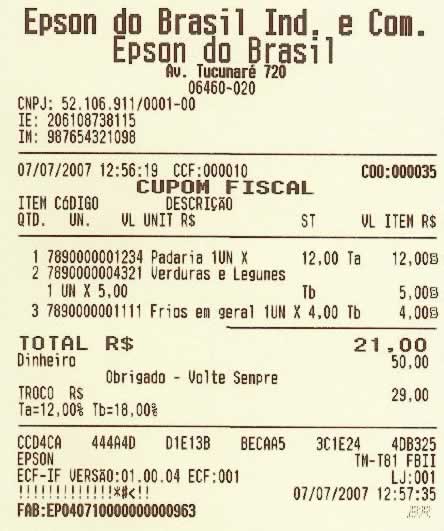 Epson do Brasil Ind. e Com.
Epson do Brasil
Av. Tucunaré 720
06460-020
CNPJ: 52.106.911/0001-00
IE: 206108738115
IM: 987654321098
07/07/2007 12:56:19 CCF:000010 COO:000035
CUPOM FISCAL
ITEM CóDIGO DESCRIÇÃO
QTD. UN. VL UNIT R$ ST VL ITEM R$
1 7890000001234 Padaria 1UN X 12,00 Ta 12,00
2 7890000004321 Verduras e Legumes
1 UN X 5,00 Tb 5,00
3 7890000001111 Frios em geral 1UN X 4,00 Tb 4,00
TOTAL R$ 21,00
Dinheiro 50,00
Obrigado - Volte Sempre
TROCO R$ 29,00
Ta=12,00% Tb=18,00%
CCD4CA 444A4D D1E13B BECAA5 3C1E24 4DB325
EPSON TM-T81 FBII
ECF-IF VERSÃO:01.00.04 ECF:001 LJ:001
!!!!!!!!!!!!!*#<!! 07/07/2007 12:57:35
FAB:EP040710000000000963 BR